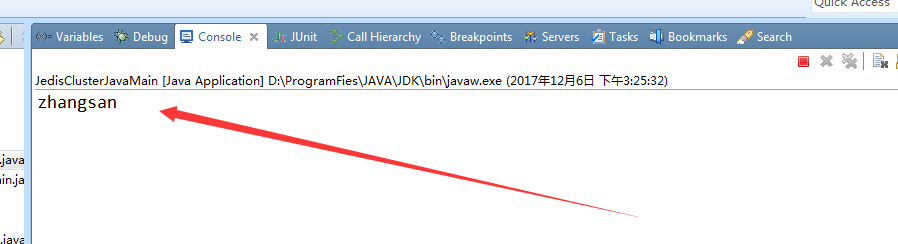 Quick Access
(x)= Variables Debug Console JUnit Call Hierarchy Breakpoints Servers Tasks Bookmarks Search
JedisClusterJavaMain [Java Application] D:\ProgramFies\JAVA\JDK\bin\javaw.exe (2017年12月6日 下午3:25:32)
zhangsan
.java
in.ja
.java